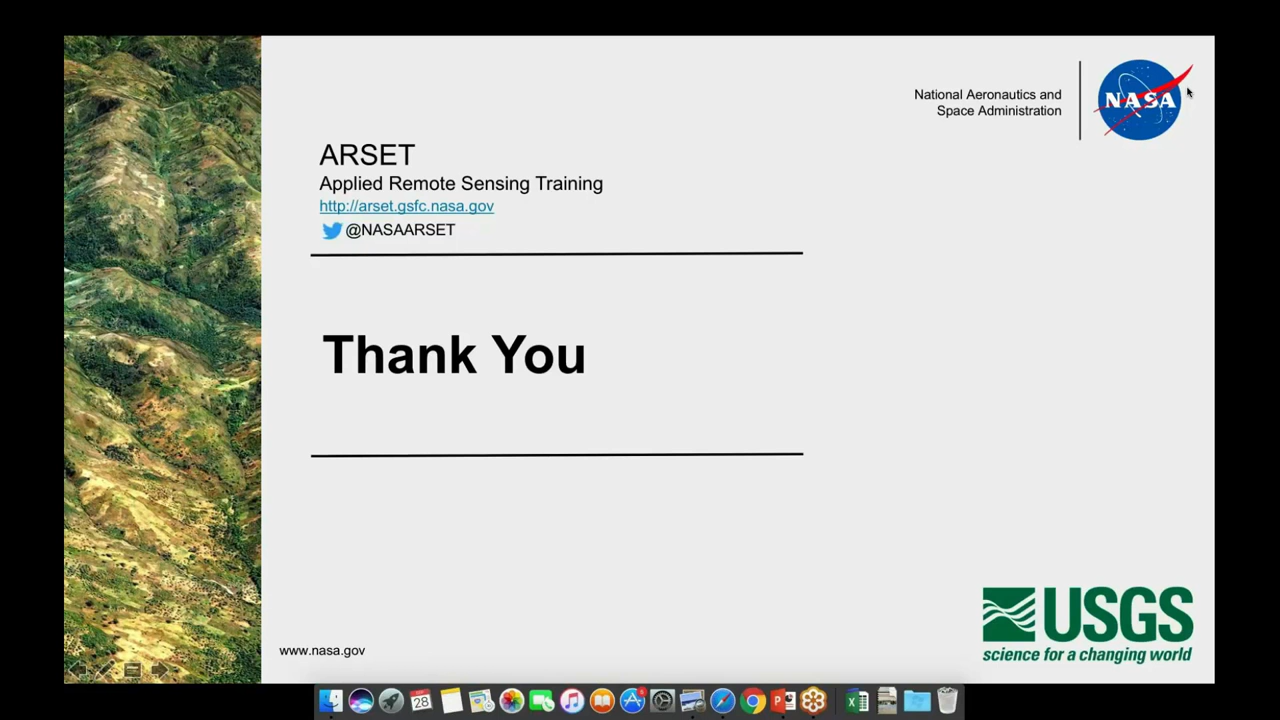 National Aeronautics and
Space Administration
NASA
ARSET
Applied Remote Sensing Training
http://arset.gsfc.nasa.gov
@NASAARSET
Thank You
USGS
science for a changing world
www.nasa.gov
28